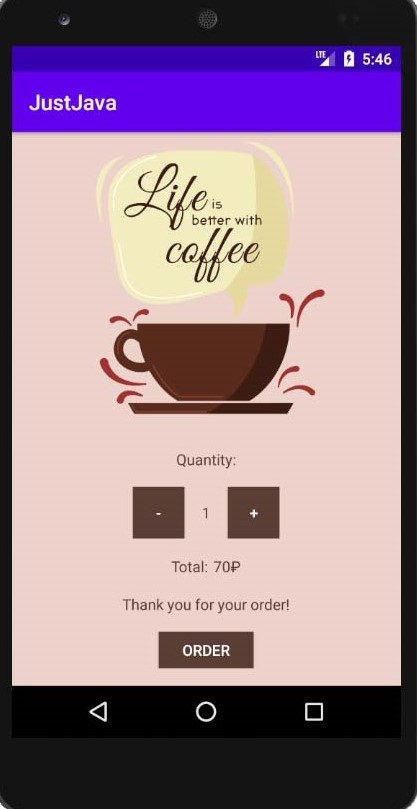 LTE 5:46
JustJava
Life is
better with
coffee
Quantity:
- 1 +
Total: 70₽
Thank you for your order!
ORDER